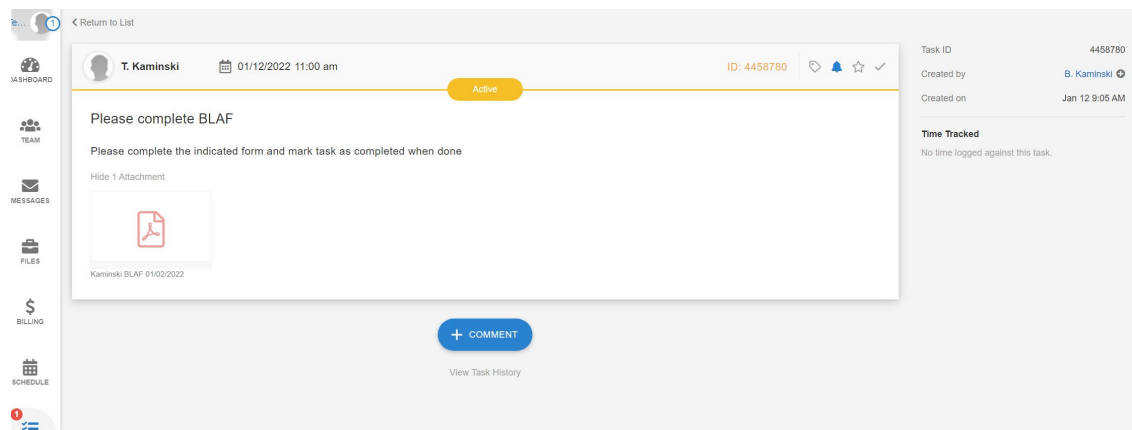 1
Return to List
DASHBOARD
TEAM
MESSAGES
FILES
BILLING
SCHEDULE
1
T. Kaminski
01/12/2022 11:00 am
ID: 4458780
Active
Please complete BLAF
Please complete the indicated form and mark task as completed when done
Hide 1 Attachment
Kaminski BLAF 01/02/2022
+ COMMENT
View Task History
Task ID 4458780
Created by B. Kaminski
Created on Jan 12 9:05 AM
Time Tracked
No time logged against this task.